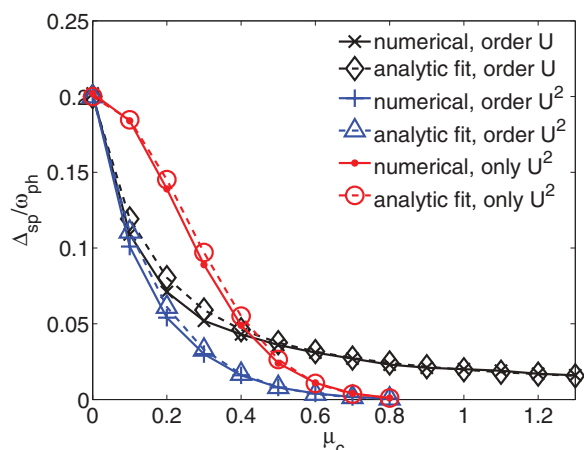 0.25
0.2
0.15
0.1
0.05
0
Δsp/ωph
numerical, order U
analytic fit, order U
numerical, order U²
analytic fit, order U²
numerical, only U²
analytic fit, only U²
0 0.2 0.4 0.6 0.8 1 1.2
μc